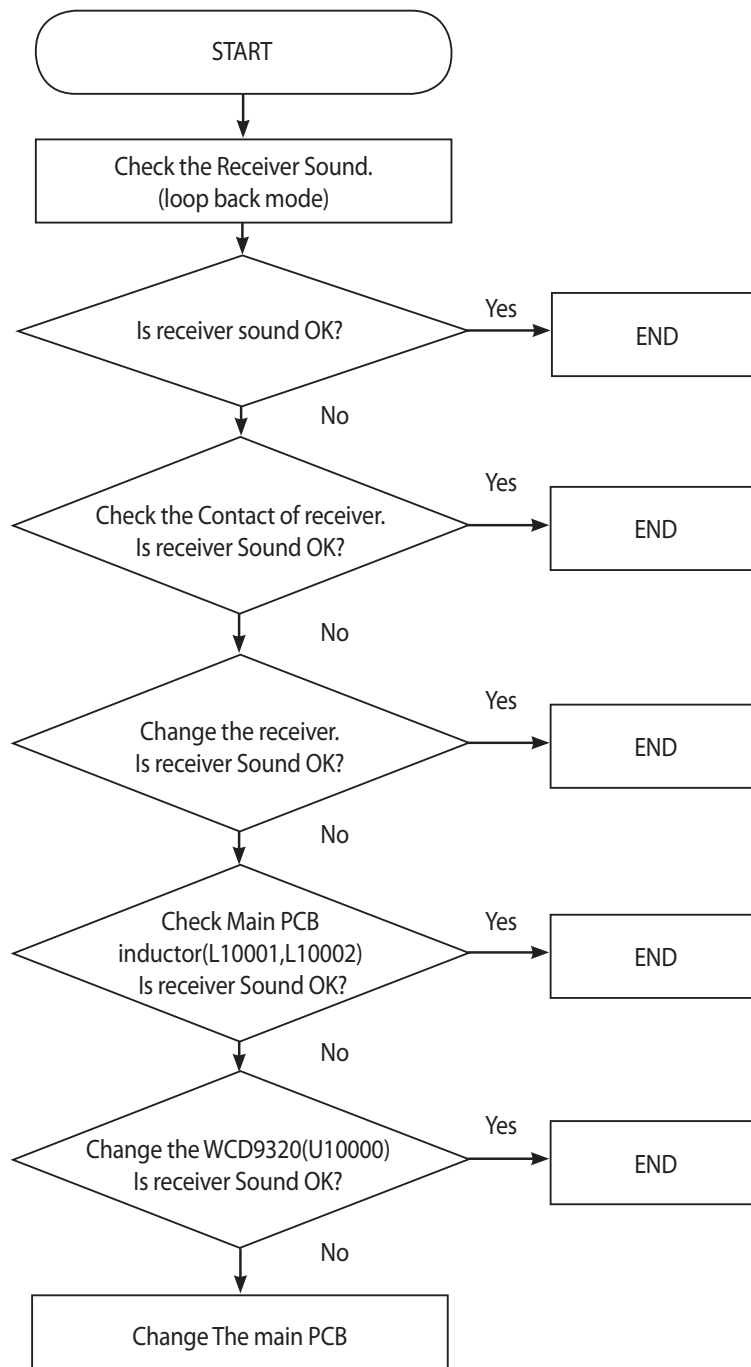 START
Check the Receiver Sound.
(loop back mode)
Is receiver sound OK?
Yes
END
No
Check the Contact of receiver.
Is receiver Sound OK?
Yes
END
No
Change the receiver.
Is receiver Sound OK?
Yes
END
No
Check Main PCB
inductor(L10001,L10002)
Is receiver Sound OK?
Yes
END
No
Change the WCD9320(U10000)
Is receiver Sound OK?
Yes
END
No
Change The main PCB